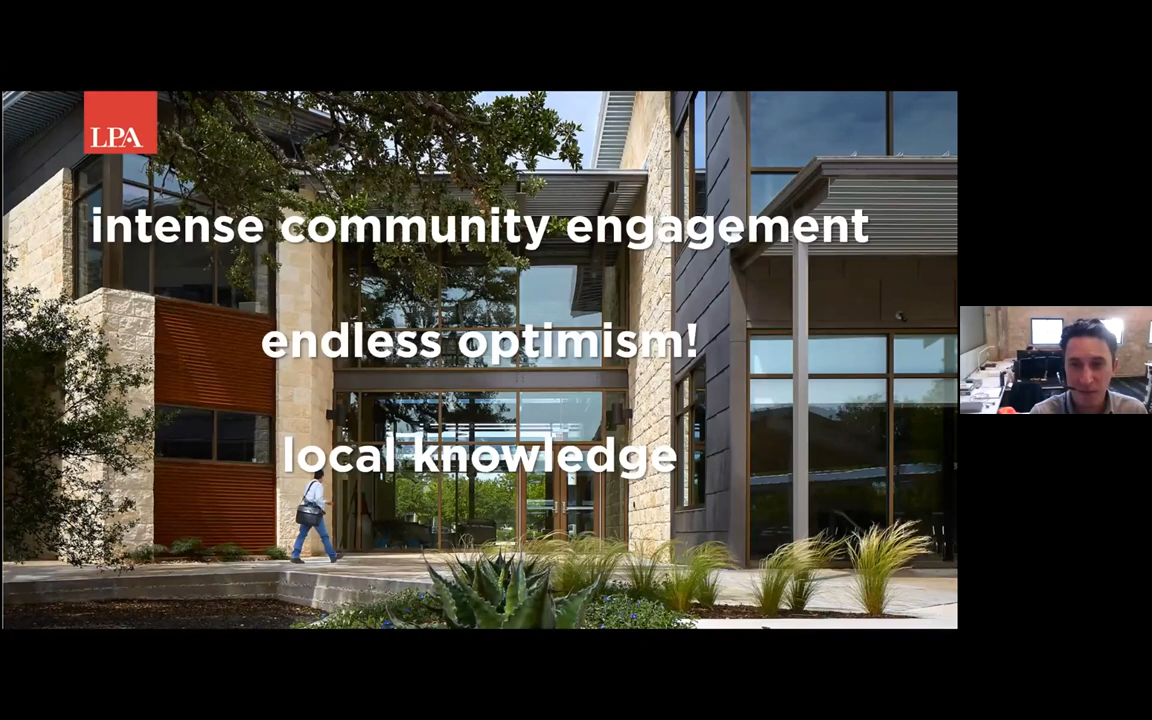 LPA
intense community engagement
endless optimism!
local knowledge